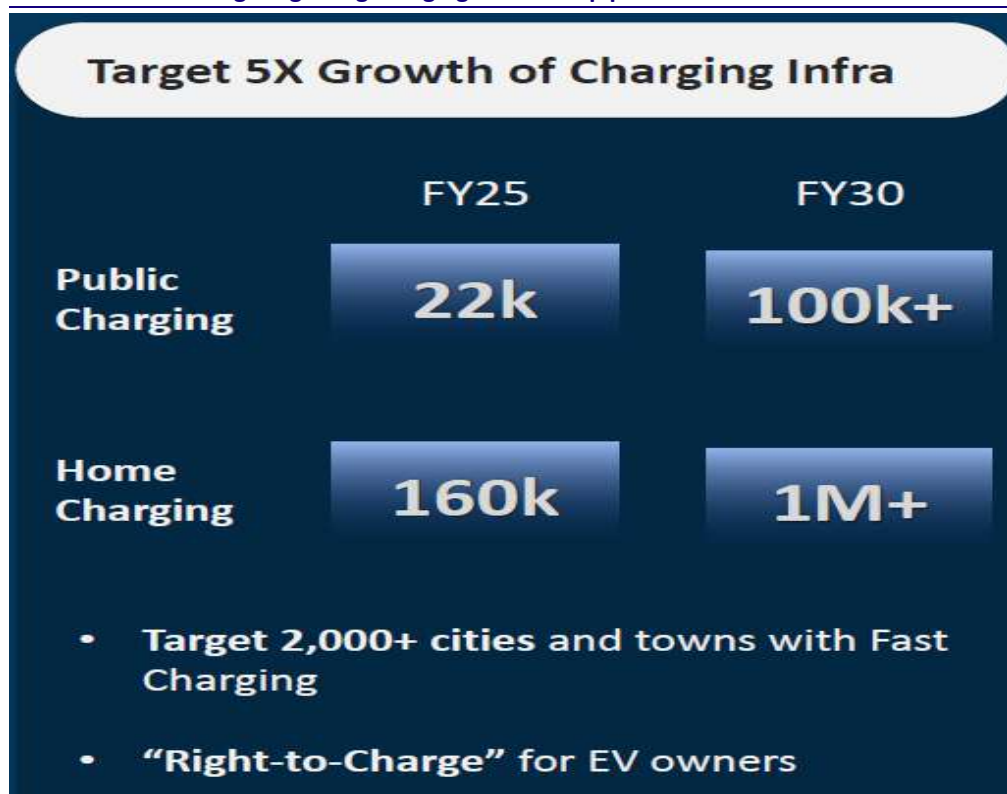 Target 5X Growth of Charging Infra
FY25 FY30
Public
Charging
22k 100k+
Home
Charging
160k 1M+
• Target 2,000+ cities and towns with Fast
Charging
• “Right-to-Charge” for EV owners